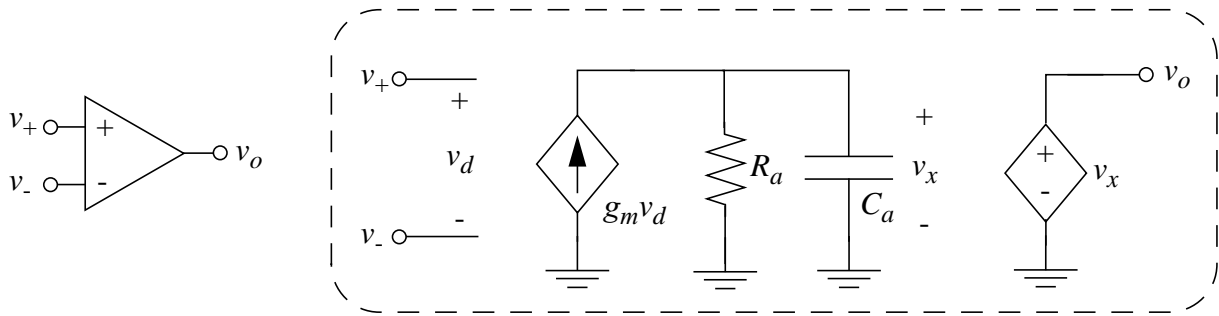 v+
v-
+
-
vo
v+
+
vd
-
v-
gmvd
Ra
Ca
+
vx
-
+
-
vx
vo